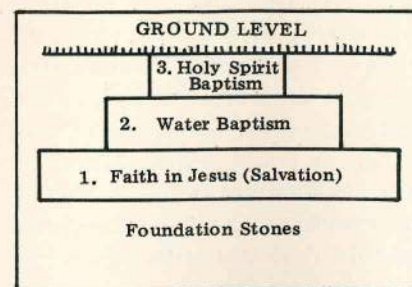 GROUND LEVEL
3. Holy Spirit
Baptism
2. Water Baptism
1. Faith in Jesus (Salvation)
Foundation Stones